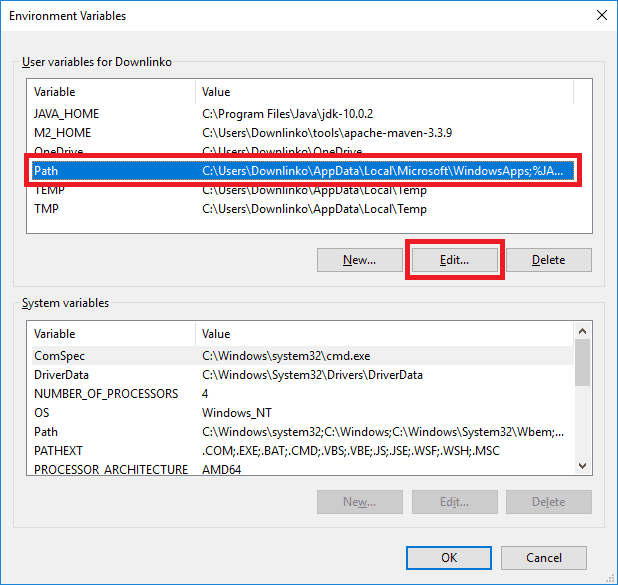 Environment Variables
User variables for Downlinko
Variable Value
JAVA_HOME C:\Program Files\Java\jdk-10.0.2
M2_HOME C:\Users\Downlinko\tools\apache-maven-3.3.9
OneDrive C:\Users\Downlinko\OneDrive
Path C:\Users\Downlinko\AppData\Local\Microsoft\WindowsApps;%JA...
TEMP C:\Users\Downlinko\AppData\Local\Temp
TMP C:\Users\Downlinko\AppData\Local\Temp
New... Edit... Delete
System variables
Variable Value
ComSpec C:\Windows\system32\cmd.exe
DriverData C:\Windows\System32\Drivers\DriverData
NUMBER_OF_PROCESSORS 4
OS Windows_NT
Path C:\Windows\system32;C:\Windows;C:\Windows\System32\Wbem;...
PATHEXT .COM;.EXE;.BAT;.CMD;.VBS;.VBE;.JS;.JSE;.WSF;.WSH;.MSC
PROCESSOR_ARCHITECTURE AMD64
New... Edit... Delete
OK Cancel